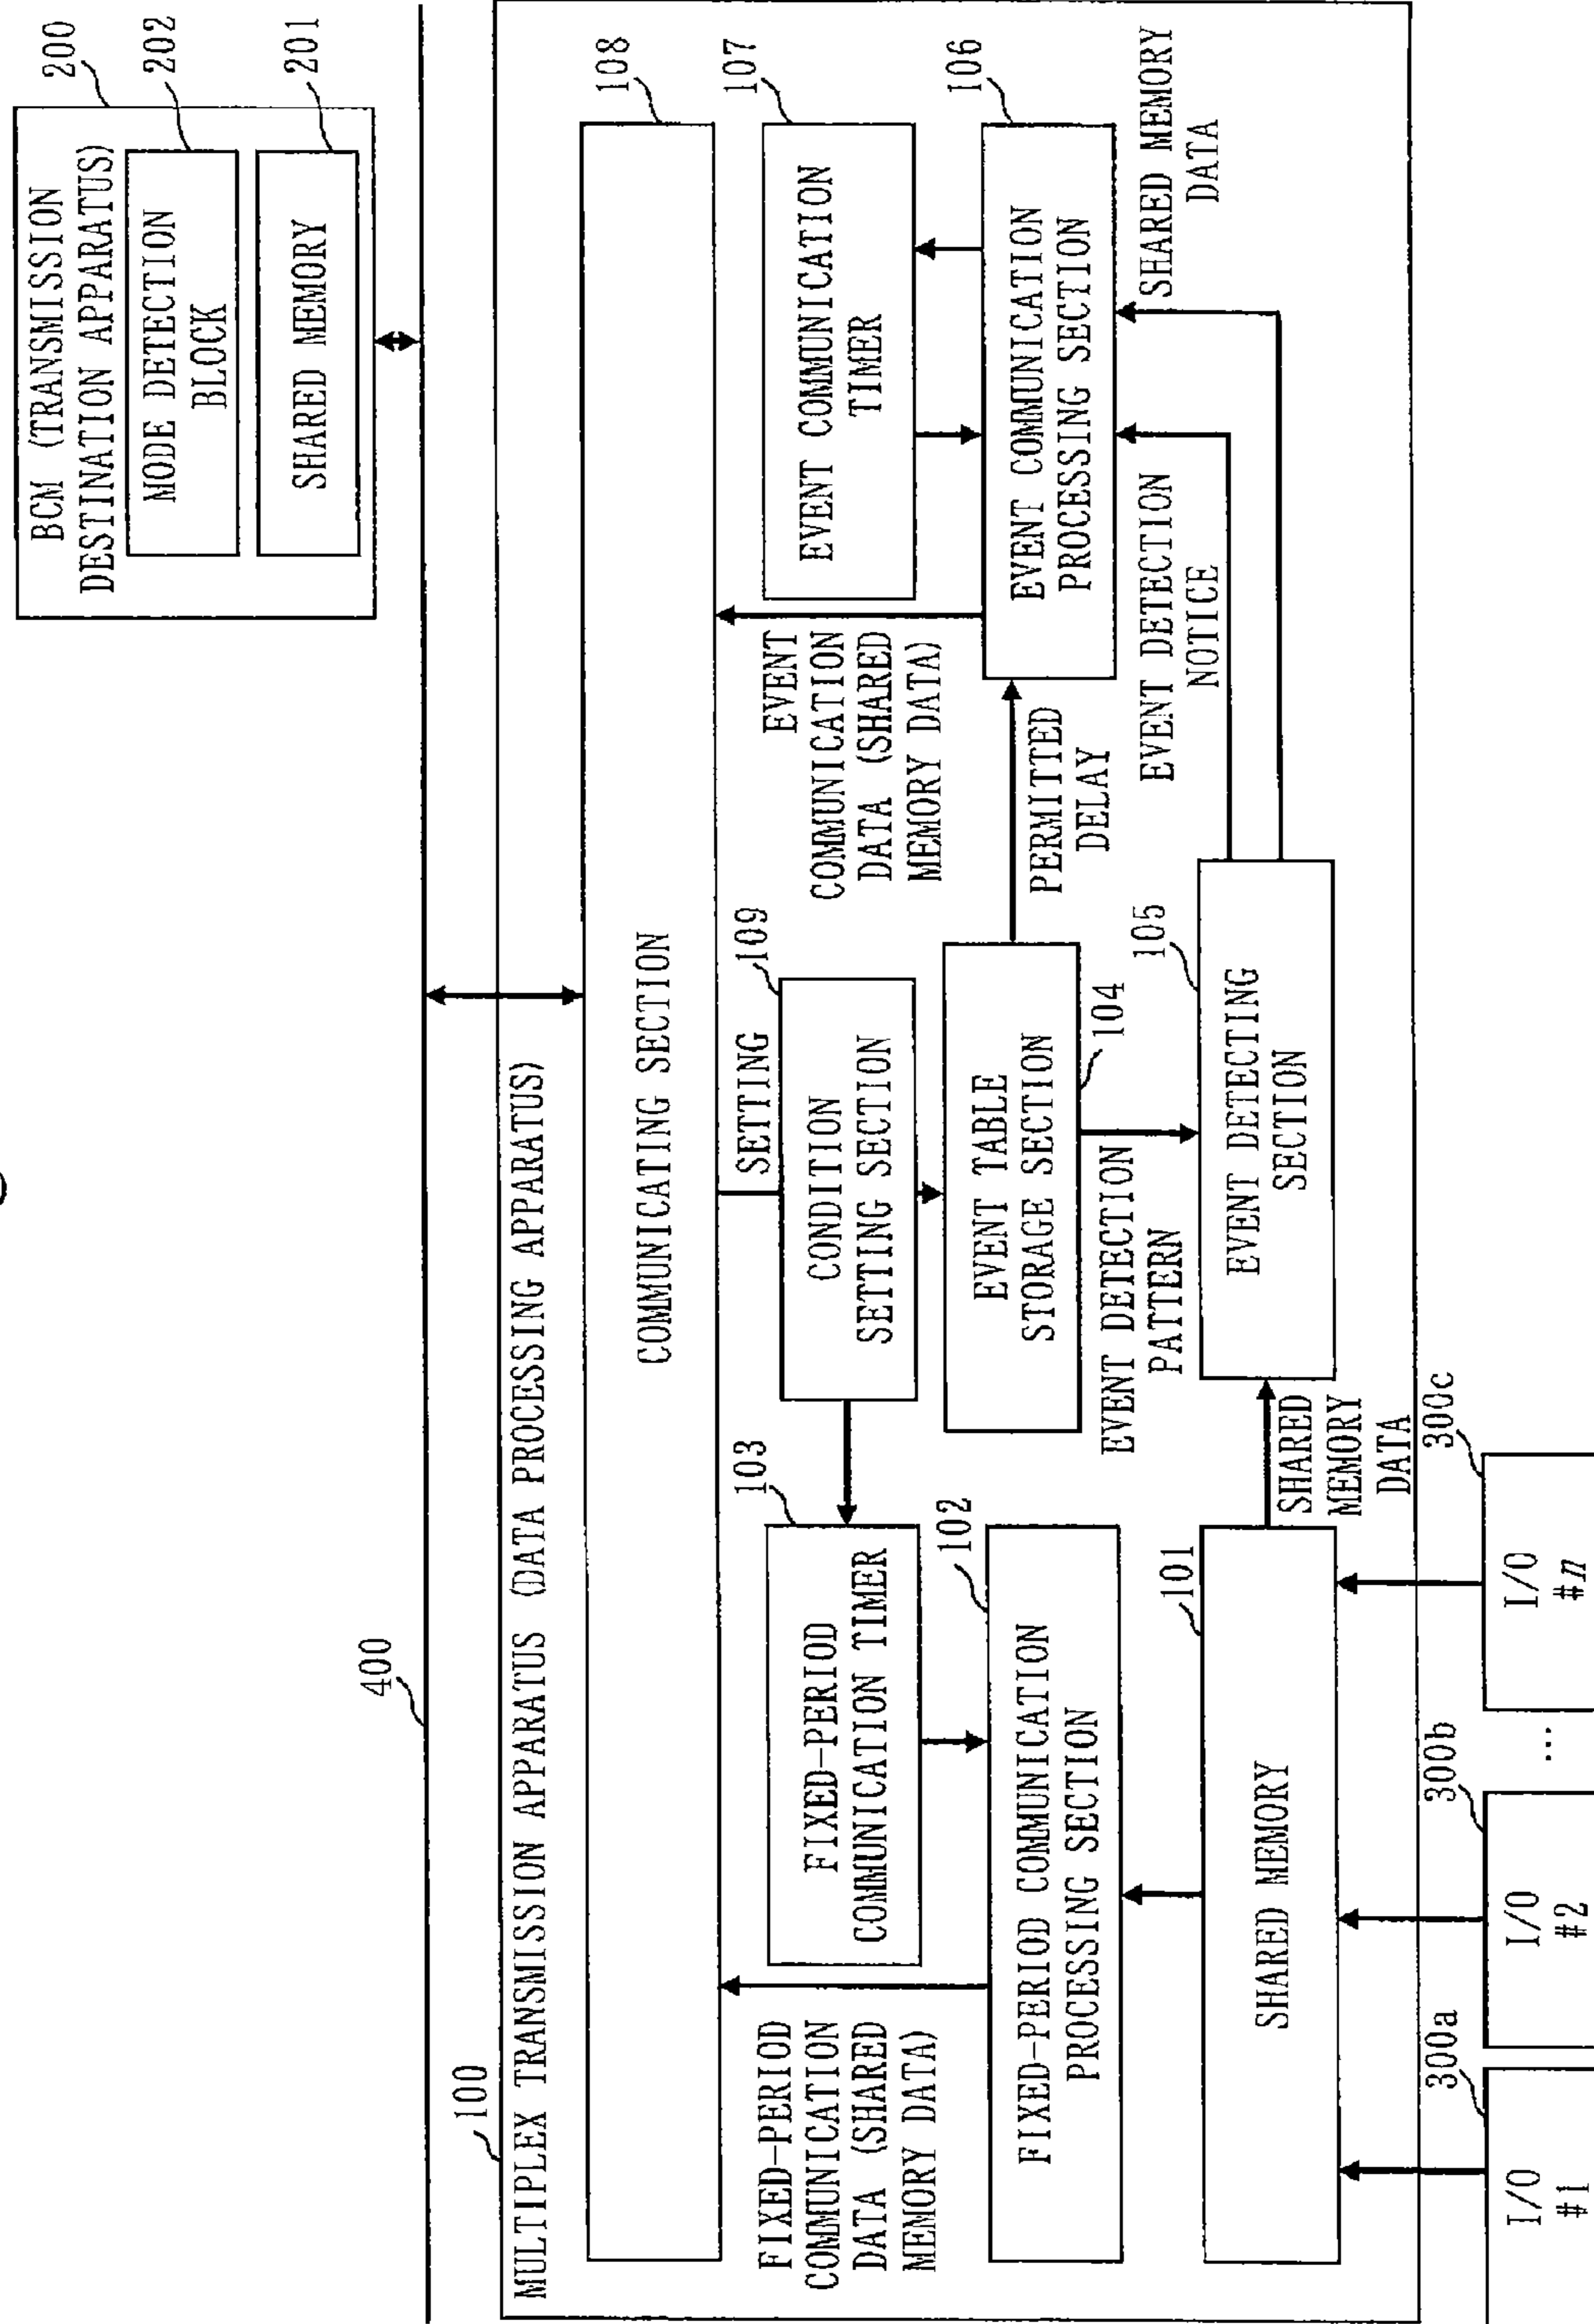 200
BCM (TRANSMISSION
DESTINATION APPARATUS)
202
MODE DETECTION
BLOCK
201
SHARED MEMORY
400
100
MULTIPLEX TRANSMISSION APPARATUS (DATA PROCESSING APPARATUS)
108
COMMUNICATING SECTION
FIXED-PERIOD
COMMUNICATION
DATA (SHARED
MEMORY DATA)
103
FIXED-PERIOD
COMMUNICATION TIMER
SETTING
109
CONDITION
SETTING SECTION
EVENT
COMMUNICATION
DATA (SHARED
MEMORY DATA)
107
EVENT COMMUNICATION
TIMER
102
FIXED-PERIOD COMMUNICATION
PROCESSING SECTION
EVENT TABLE
STORAGE SECTION
104
PERMITTED
DELAY
106
EVENT COMMUNICATION
PROCESSING SECTION
EVENT DETECTION
PATTERN
105
EVENT DETECTION
NOTICE
SHARED MEMORY
DATA
101
SHARED MEMORY
SHARED
MEMORY
DATA
EVENT DETECTING
SECTION
300a
I/O
#1
300b
I/O
#2
...
300c
I/O
#n